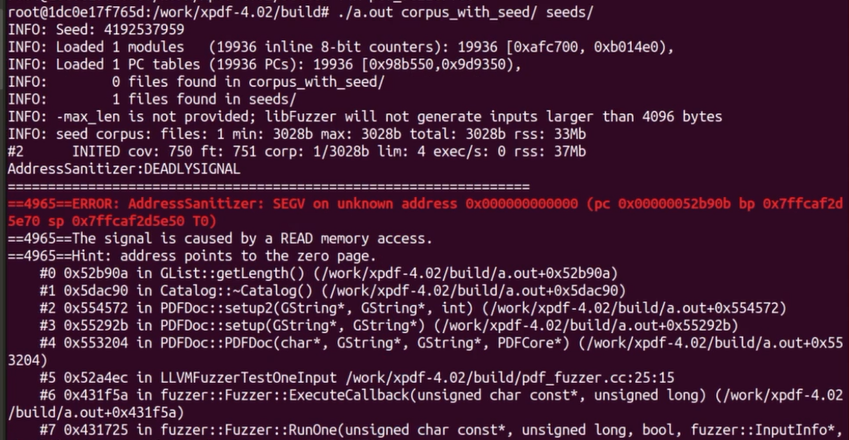 root@1dc0e17f765d:/work/xpdf-4.02/build# ./a.out corpus_with_seed/ seeds/
INFO: Seed: 4192537959
INFO: Loaded 1 modules   (19936 inline 8-bit counters): 19936 [0xafc700, 0xb014e0),
INFO: Loaded 1 PC tables (19936 PCs): 19936 [0x98b550,0x9d9350),
INFO:        0 files found in corpus_with_seed/
INFO:        1 files found in seeds/
INFO: -max_len is not provided; libFuzzer will not generate inputs larger than 4096 bytes
INFO: seed corpus: files: 1 min: 3028b max: 3028b total: 3028b rss: 33Mb
#2      INITED cov: 750 ft: 751 corp: 1/3028b lim: 4 exec/s: 0 rss: 37Mb
AddressSanitizer:DEADLYSIGNAL
=================================================================
==4965==ERROR: AddressSanitizer: SEGV on unknown address 0x000000000000 (pc 0x00000052b90b bp 0x7ffcaf2d
5e70 sp 0x7ffcaf2d5e50 T0)
==4965==The signal is caused by a READ memory access.
==4965==Hint: address points to the zero page.
    #0 0x52b90a in GList::getLength() (/work/xpdf-4.02/build/a.out+0x52b90a)
    #1 0x5dac90 in Catalog::~Catalog() (/work/xpdf-4.02/build/a.out+0x5dac90)
    #2 0x554572 in PDFDoc::setup2(GString*, GString*, int) (/work/xpdf-4.02/build/a.out+0x554572)
    #3 0x55292b in PDFDoc::setup(GString*, GString*) (/work/xpdf-4.02/build/a.out+0x55292b)
    #4 0x553204 in PDFDoc::PDFDoc(char*, GString*, GString*, PDFCore*) (/work/xpdf-4.02/build/a.out+0x55
3204)
    #5 0x52a4ec in LLVMFuzzerTestOneInput /work/xpdf-4.02/build/pdf_fuzzer.cc:25:15
    #6 0x431f5a in fuzzer::Fuzzer::ExecuteCallback(unsigned char const*, unsigned long) (/work/xpdf-4.02
/build/a.out+0x431f5a)
    #7 0x431725 in fuzzer::Fuzzer::RunOne(unsigned char const*, unsigned long, bool, fuzzer::InputInfo*,